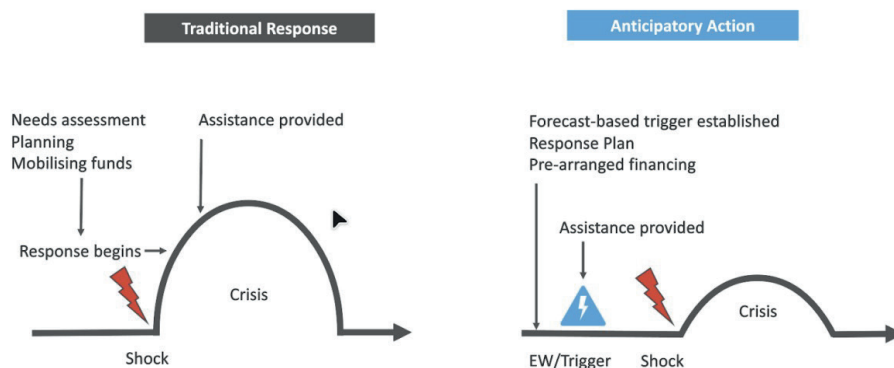 Traditional Response
Needs assessment
Planning
Mobilising funds
Assistance provided
Response begins
Crisis
Shock
Anticipatory Action
Forecast-based trigger established
Response Plan
Pre-arranged financing
Assistance provided
Crisis
EW/Trigger
Shock